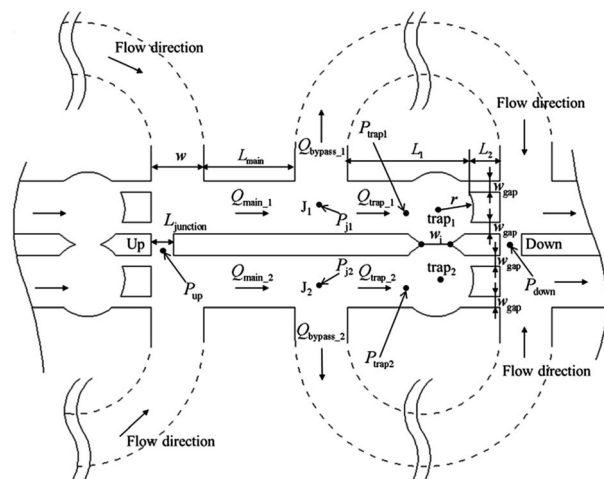 Flow direction
Flow direction
w
L_main
Q_bypass_1
P_trap1
L_1
L_2
w_gap
Q_main_1
J_1
Q_trap_1
r
P_j1
trap_1
L_junction
w_gap
Up
w_i
Down
P_up
Q_main_2
J_2
P_j2
Q_trap_2
trap_2
w_gap
P_down
w_gap
Q_bypass_2
P_trap2
Flow direction
Flow direction